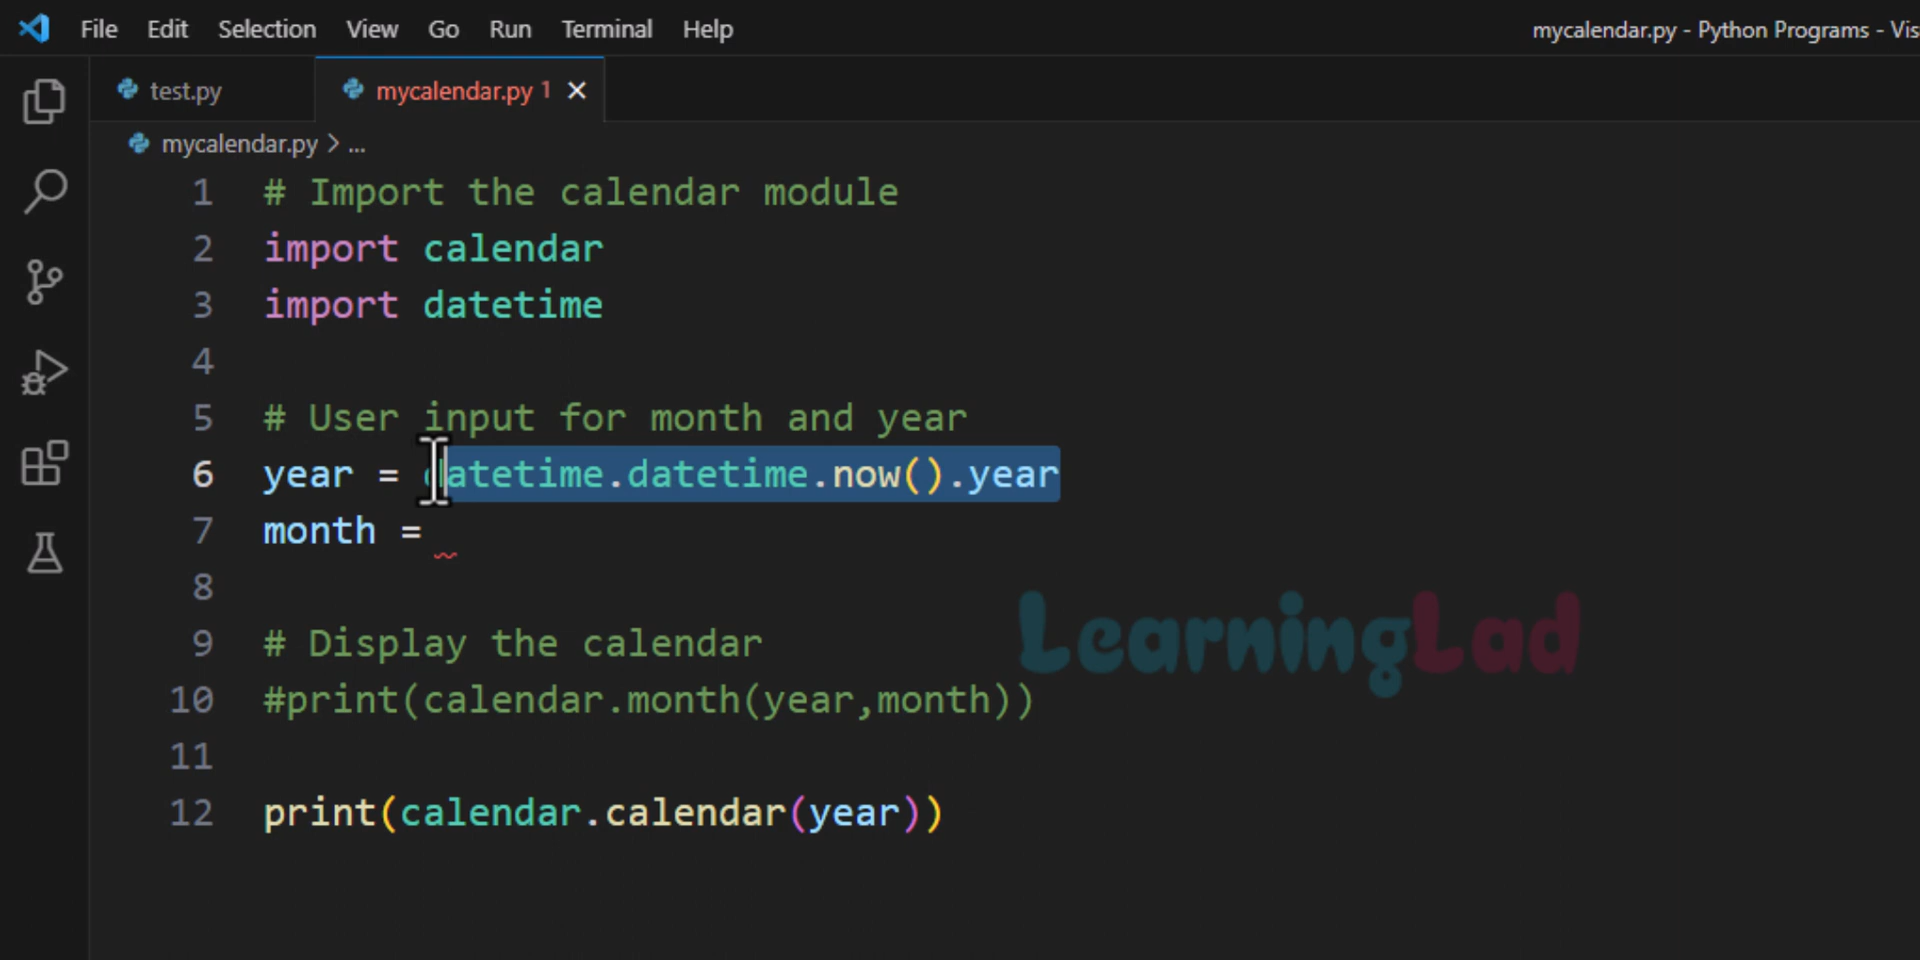 File Edit Selection View Go Run Terminal Help
mycalendar.py - Python Programs - Vis
test.py
mycalendar.py 1
mycalendar.py > ...
1 # Import the calendar module
2 import calendar
3 import datetime
4
5 # User input for month and year
6 year = datetime.datetime.now().year
7 month =
8
9 # Display the calendar
10 #print(calendar.month(year,month))
11
12 print(calendar.calendar(year))
LearningLad